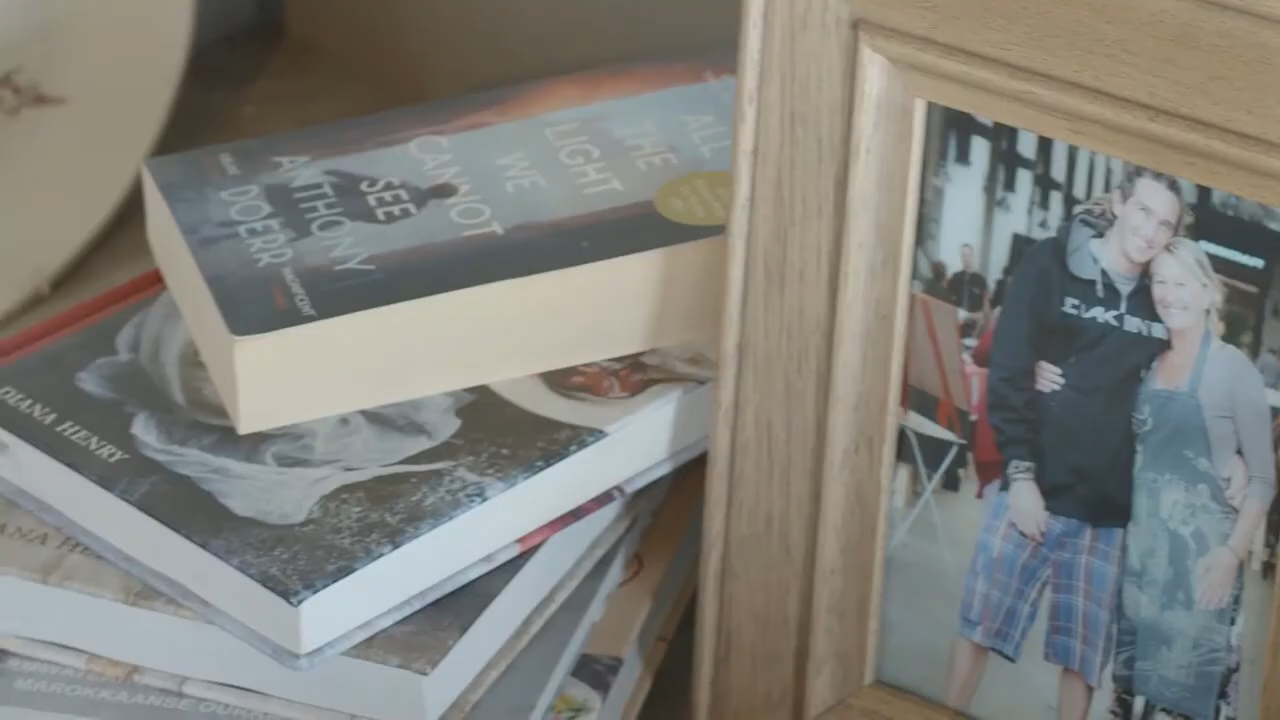 ALL
THE
LIGHT
WE
CANNOT
SEE
ANTHONY
DOERR
DIANA HENRY
MAROKKAANSE
DAKINE